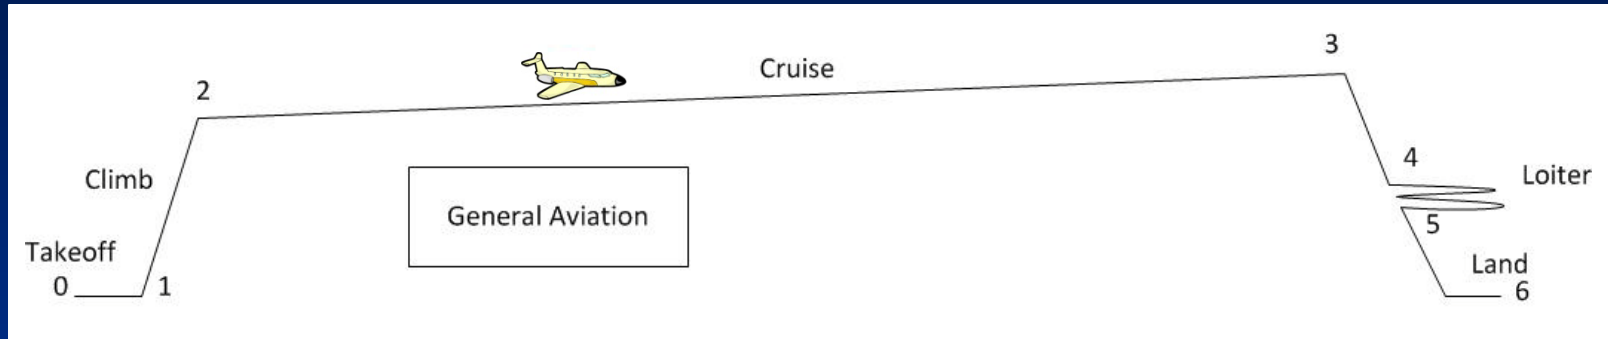 3
Cruise
2
4
Climb
Loiter
General Aviation
5
Takeoff
Land
0
1
6